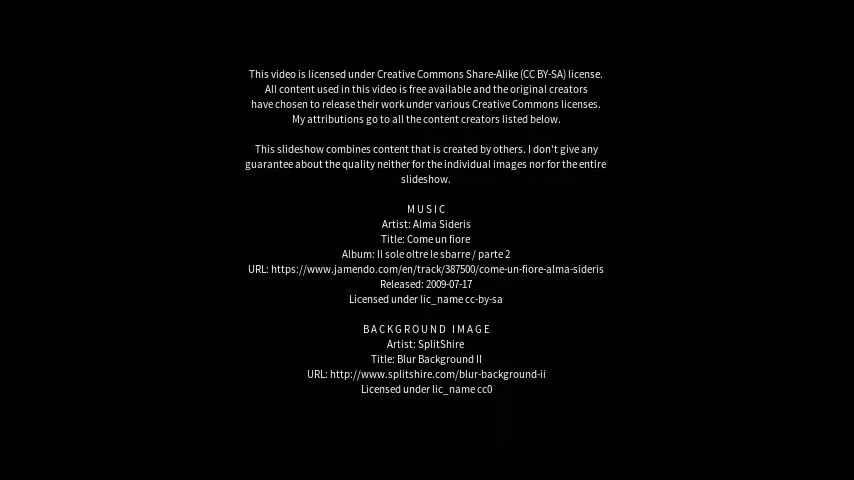 This video is licensed under Creative Commons Share-Alike (CC BY-SA) license.
All content used in this video is free available and the original creators
have chosen to release their work under various Creative Commons licenses.
My attributions go to all the content creators listed below.
This slideshow combines content that is created by others. I don't give any
guarantee about the quality neither for the individual images nor for the entire
slideshow.
MUSIC
Artist: Alma Sideris
Title: Come un fiore
Album: Il sole oltre le sbarre / parte 2
URL: https://www.jamendo.com/en/track/387500/come-un-fiore-alma-sideris
Released: 2009-07-17
Licensed under lic_name cc-by-sa
BACKGROUND IMAGE
Artist: SplitShire
Title: Blur Background II
URL: http://www.splitshire.com/blur-background-ii
Licensed under lic_name cc0